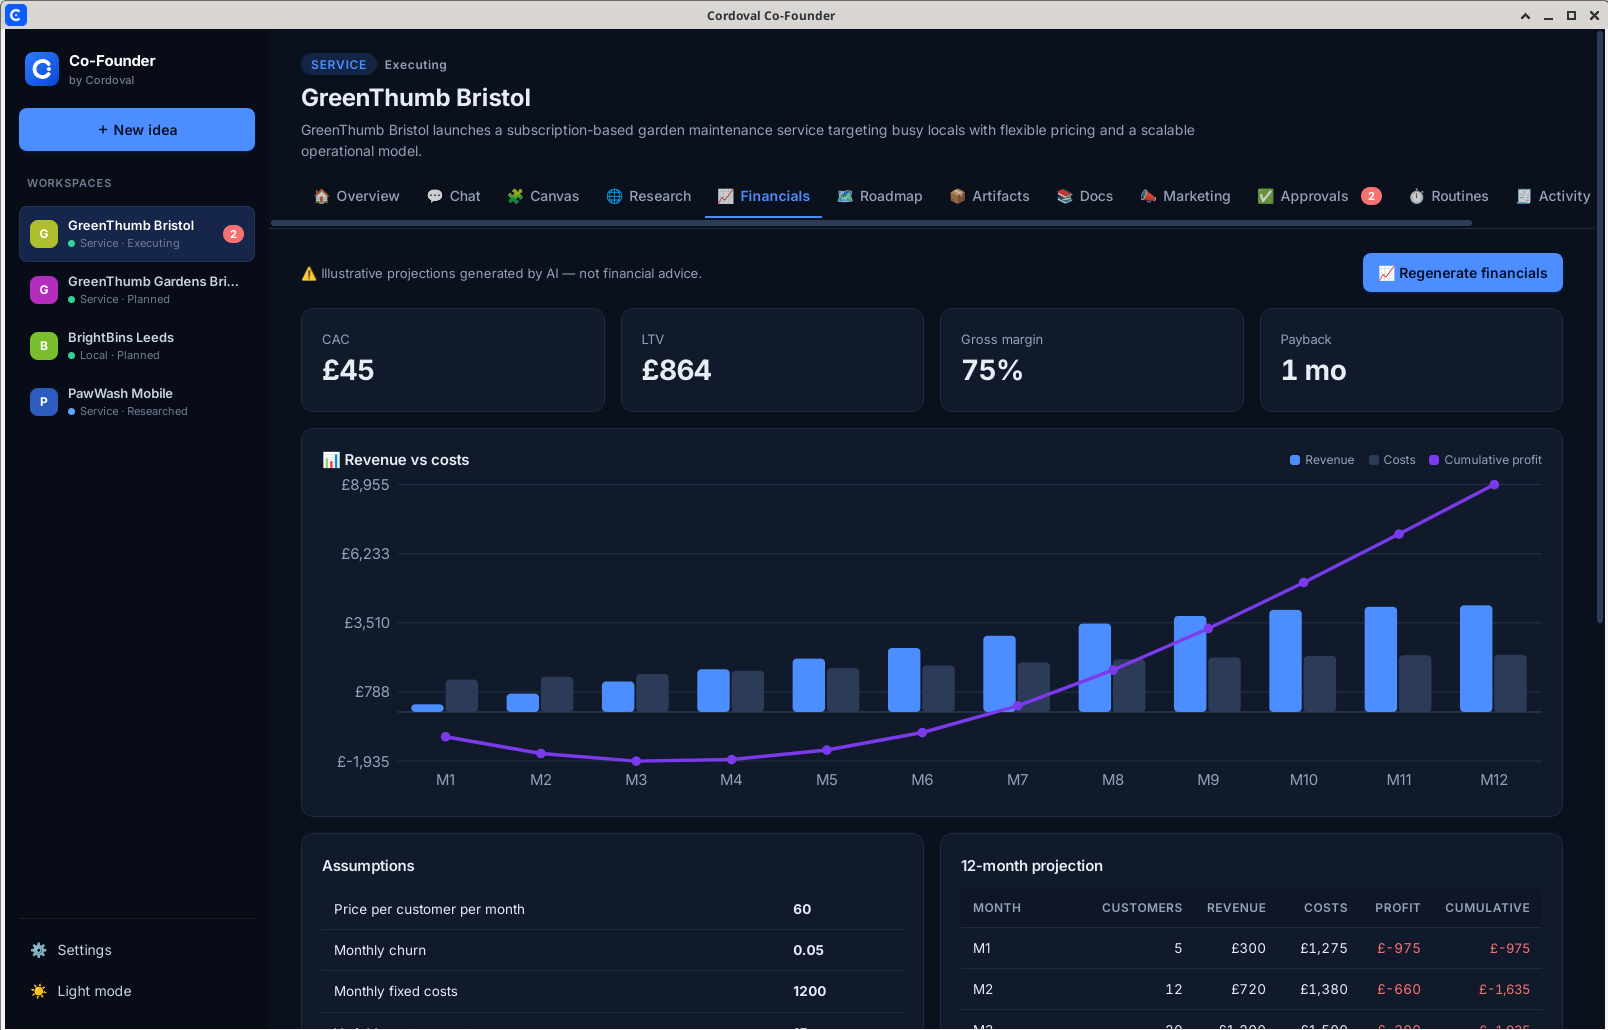 Cordoval Co-Founder
Co-Founder
by Cordoval
+ New idea
WORKSPACES
G
GreenThumb Bristol
Service · Executing
2
G
GreenThumb Gardens Bri...
Service · Planned
B
BrightBins Leeds
Local · Planned
P
PawWash Mobile
Service · Researched
Settings
Light mode
SERVICE Executing
GreenThumb Bristol
GreenThumb Bristol launches a subscription-based garden maintenance service targeting busy locals with flexible pricing and a scalable
operational model.
Overview Chat Canvas Research Financials Roadmap Artifacts Docs Marketing Approvals 2 Routines Activity
Illustrative projections generated by AI — not financial advice.
Regenerate financials
CAC
£45
LTV
£864
Gross margin
75%
Payback
1 mo
Revenue vs costs
Revenue Costs Cumulative profit
£8,955
£6,233
£3,510
£788
£-1,935
M1 M2 M3 M4 M5 M6 M7 M8 M9 M10 M11 M12
Assumptions
Price per customer per month 60
Monthly churn 0.05
Monthly fixed costs 1200
12-month projection
MONTH CUSTOMERS REVENUE COSTS PROFIT CUMULATIVE
M1 5 £300 £1,275 £-975 £-975
M2 12 £720 £1,380 £-660 £-1,635